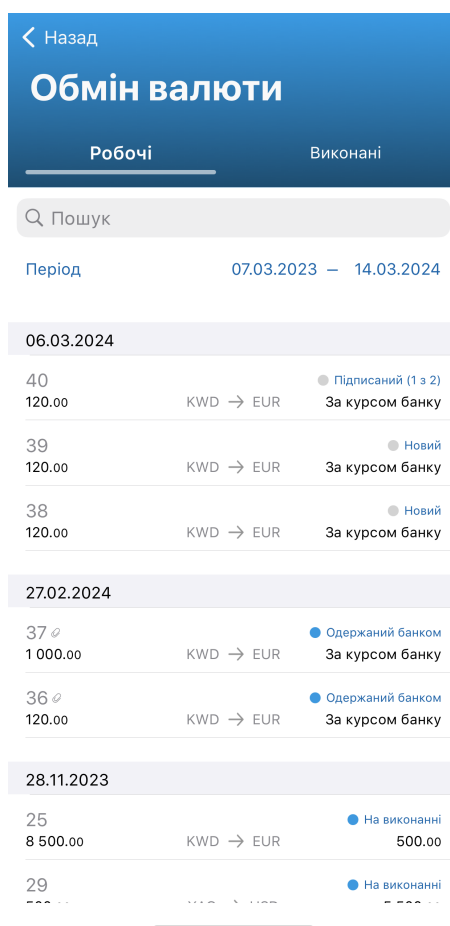 Назад
Обмін валюти
Робочі Виконані
Пошук
Період 07.03.2023 – 14.03.2024
06.03.2024
40 Підписаний (1 з 2)
120.00 KWD → EUR За курсом банку
39 Новий
120.00 KWD → EUR За курсом банку
38 Новий
120.00 KWD → EUR За курсом банку
27.02.2024
37 Одержаний банком
1 000.00 KWD → EUR За курсом банку
36 Одержаний банком
120.00 KWD → EUR За курсом банку
28.11.2023
25 На виконанні
8 500.00 KWD → EUR 500.00
29 На виконанні